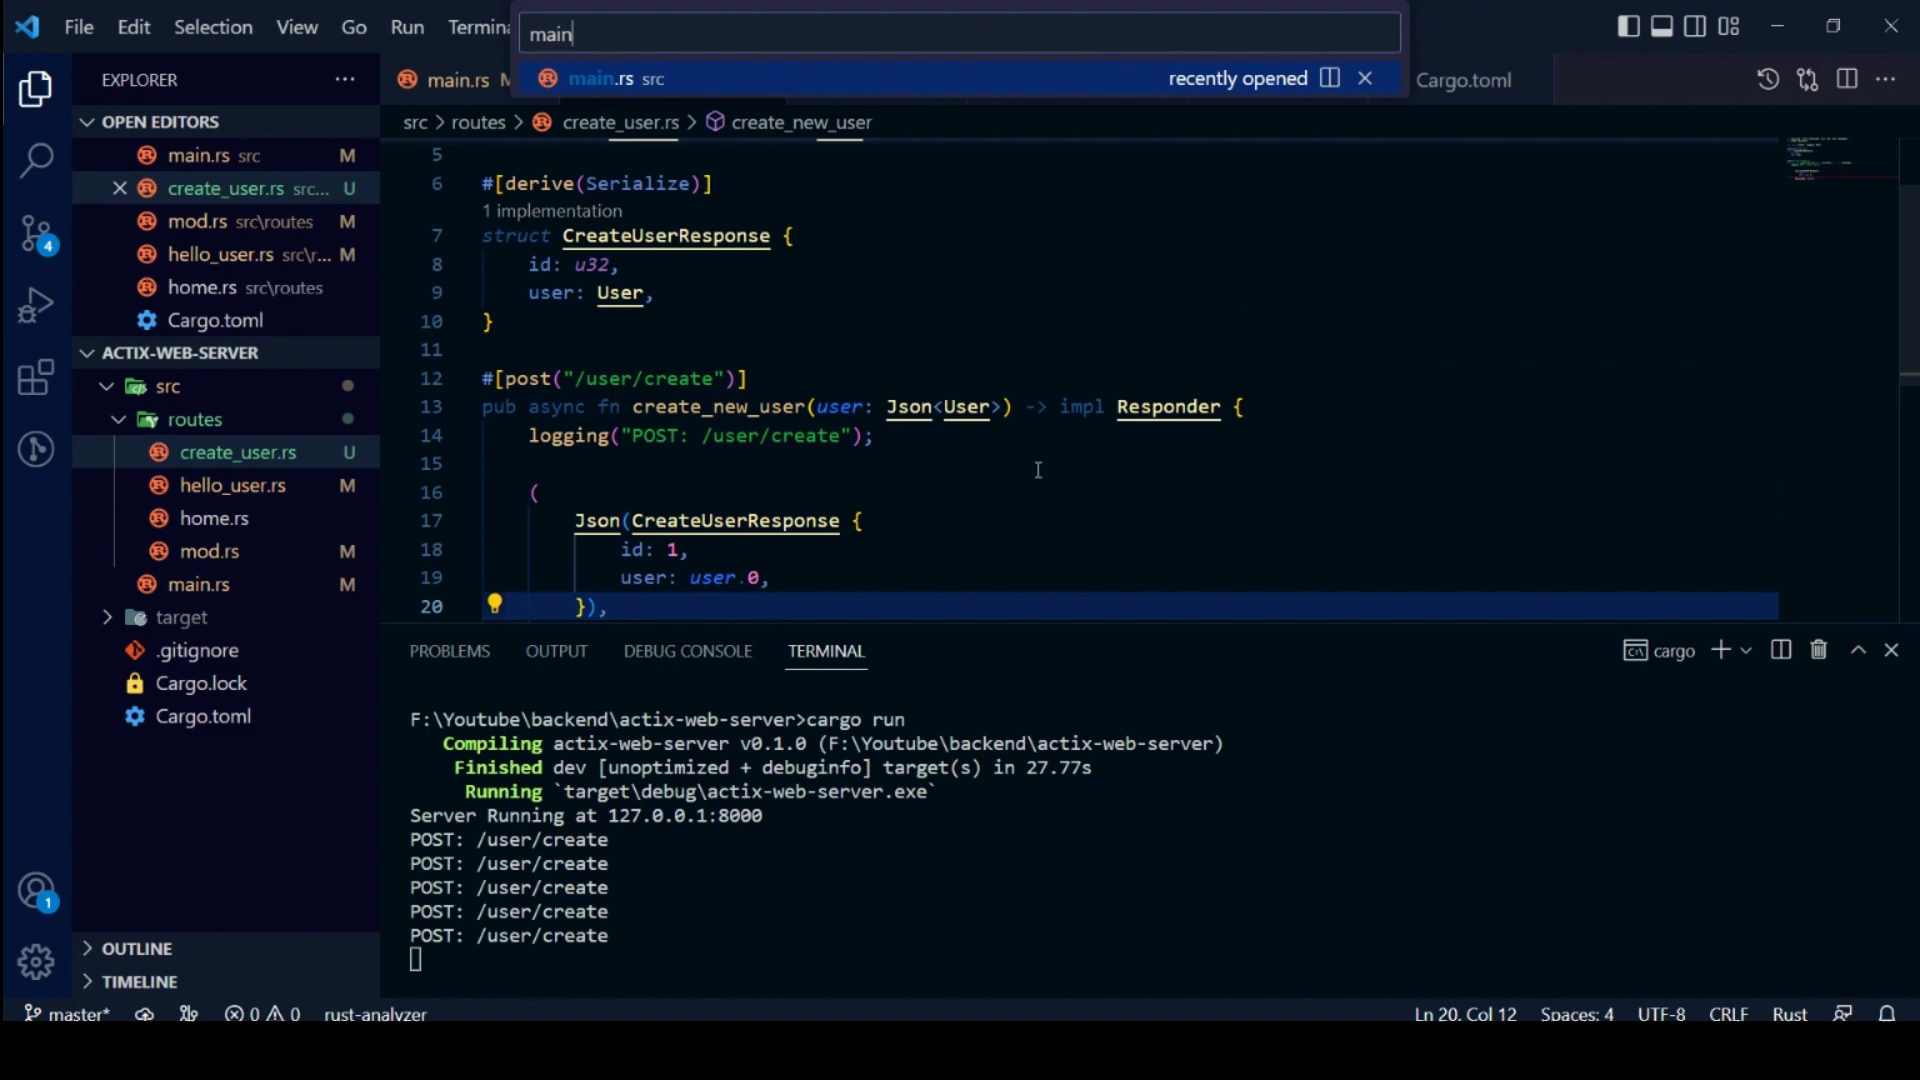 File Edit Selection View Go Run Termina
main
main.rs src recently opened
EXPLORER
main.rs M
Cargo.toml
OPEN EDITORS
main.rs src M
create_user.rs src... U
mod.rs src\routes M
hello_user.rs src\r... M
home.rs src\routes
Cargo.toml
ACTIX-WEB-SERVER
src
routes
create_user.rs U
hello_user.rs M
home.rs
mod.rs M
main.rs M
target
.gitignore
Cargo.lock
Cargo.toml
OUTLINE
TIMELINE
4
1
src > routes > create_user.rs > create_new_user
5
6 #[derive(Serialize)]
1 implementation
7 struct CreateUserResponse {
8 id: u32,
9 user: User,
10 }
11
12 #[post("/user/create")]
13 pub async fn create_new_user(user: Json<User>) -> impl Responder {
14 logging("POST: /user/create");
15
16 (
17 Json(CreateUserResponse {
18 id: 1,
19 user: user.0,
20 }),
PROBLEMS OUTPUT DEBUG CONSOLE TERMINAL
cargo
F:\Youtube\backend\actix-web-server>cargo run
Compiling actix-web-server v0.1.0 (F:\Youtube\backend\actix-web-server)
Finished dev [unoptimized + debuginfo] target(s) in 27.77s
Running `target\debug\actix-web-server.exe`
Server Running at 127.0.0.1:8000
POST: /user/create
POST: /user/create
POST: /user/create
POST: /user/create
POST: /user/create
master* 0 0 rust-analyzer
Ln 20, Col 12 Spaces: 4 UTF-8 CRLF Rust